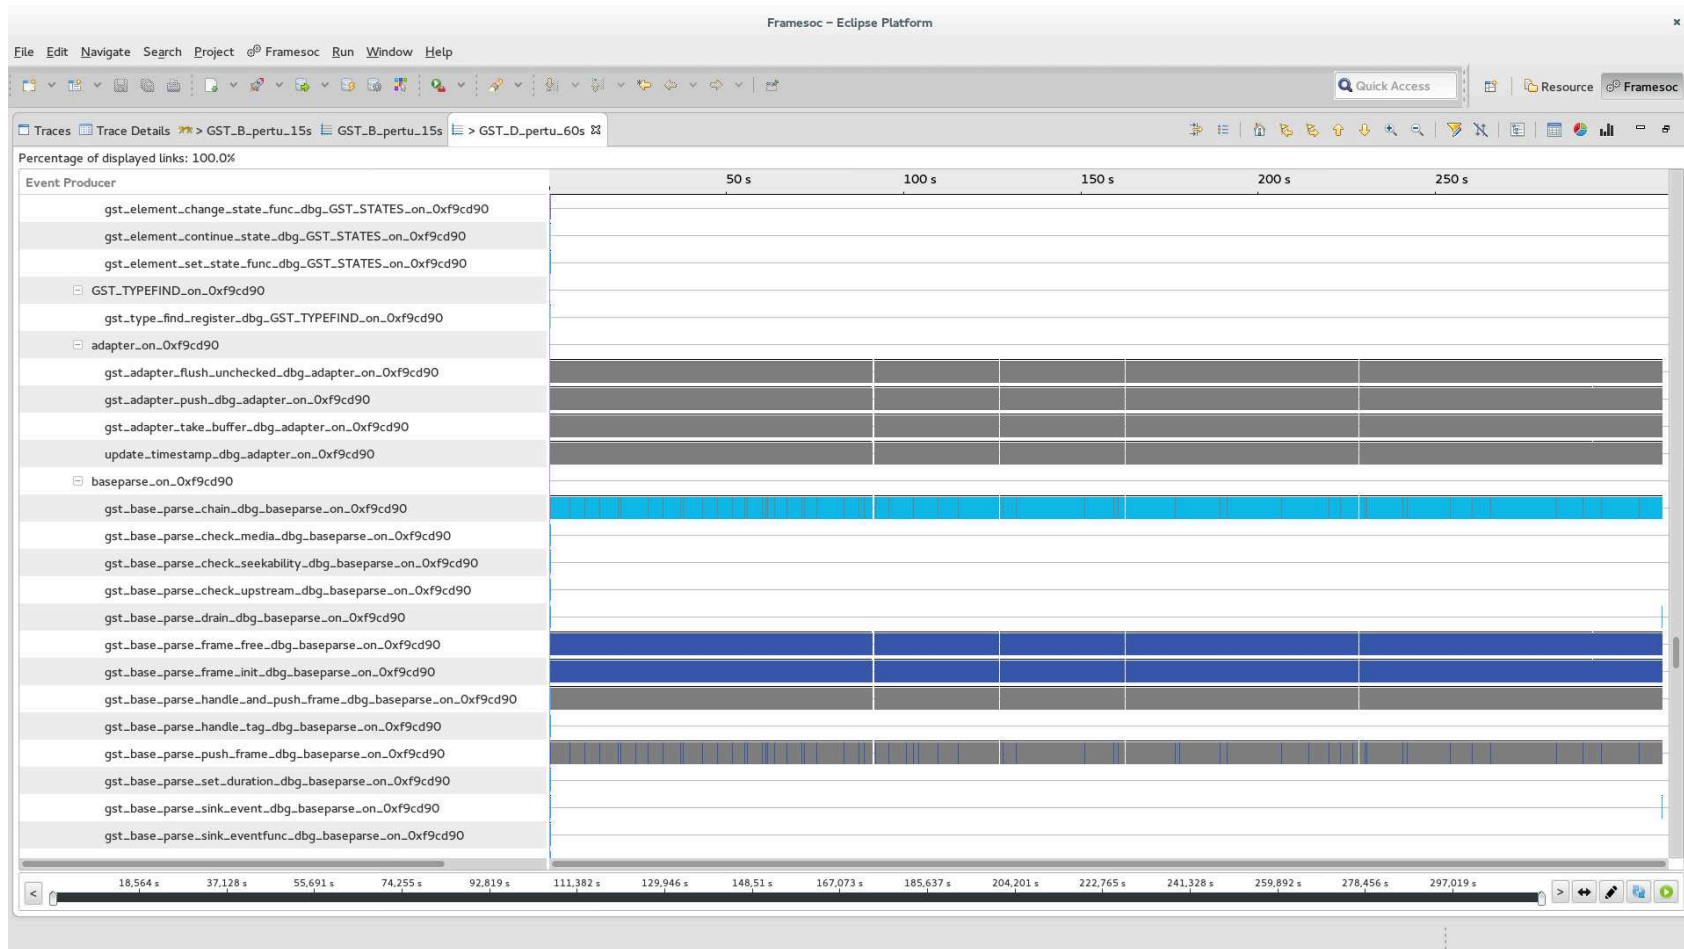 Framesoc – Eclipse Platform
File Edit Navigate Search Project Framesoc Run Window Help
Quick Access Resource Framesoc
Traces Trace Details > GST_B_pertu_15s GST_B_pertu_15s > GST_D_pertu_60s
Percentage of displayed links: 100.0%
Event Producer 50 s 100 s 150 s 200 s 250 s
gst_element_change_state_func_dbg_GST_STATES_on_0xf9cd90
gst_element_continue_state_dbg_GST_STATES_on_0xf9cd90
gst_element_set_state_func_dbg_GST_STATES_on_0xf9cd90
GST_TYPEFIND_on_0xf9cd90
gst_type_find_register_dbg_GST_TYPEFIND_on_0xf9cd90
adapter_on_0xf9cd90
gst_adapter_flush_unchecked_dbg_adapter_on_0xf9cd90
gst_adapter_push_dbg_adapter_on_0xf9cd90
gst_adapter_take_buffer_dbg_adapter_on_0xf9cd90
update_timestamp_dbg_adapter_on_0xf9cd90
baseparse_on_0xf9cd90
gst_base_parse_chain_dbg_baseparse_on_0xf9cd90
gst_base_parse_check_media_dbg_baseparse_on_0xf9cd90
gst_base_parse_check_seekability_dbg_baseparse_on_0xf9cd90
gst_base_parse_check_upstream_dbg_baseparse_on_0xf9cd90
gst_base_parse_drain_dbg_baseparse_on_0xf9cd90
gst_base_parse_frame_free_dbg_baseparse_on_0xf9cd90
gst_base_parse_frame_init_dbg_baseparse_on_0xf9cd90
gst_base_parse_handle_and_push_frame_dbg_baseparse_on_0xf9cd90
gst_base_parse_handle_tag_dbg_baseparse_on_0xf9cd90
gst_base_parse_push_frame_dbg_baseparse_on_0xf9cd90
gst_base_parse_set_duration_dbg_baseparse_on_0xf9cd90
gst_base_parse_sink_event_dbg_baseparse_on_0xf9cd90
gst_base_parse_sink_eventfunc_dbg_baseparse_on_0xf9cd90
18,564 s 37,128 s 55,691 s 74,255 s 92,819 s 111,382 s 129,946 s 148,51 s 167,073 s 185,637 s 204,201 s 222,765 s 241,328 s 259,892 s 278,456 s 297,019 s